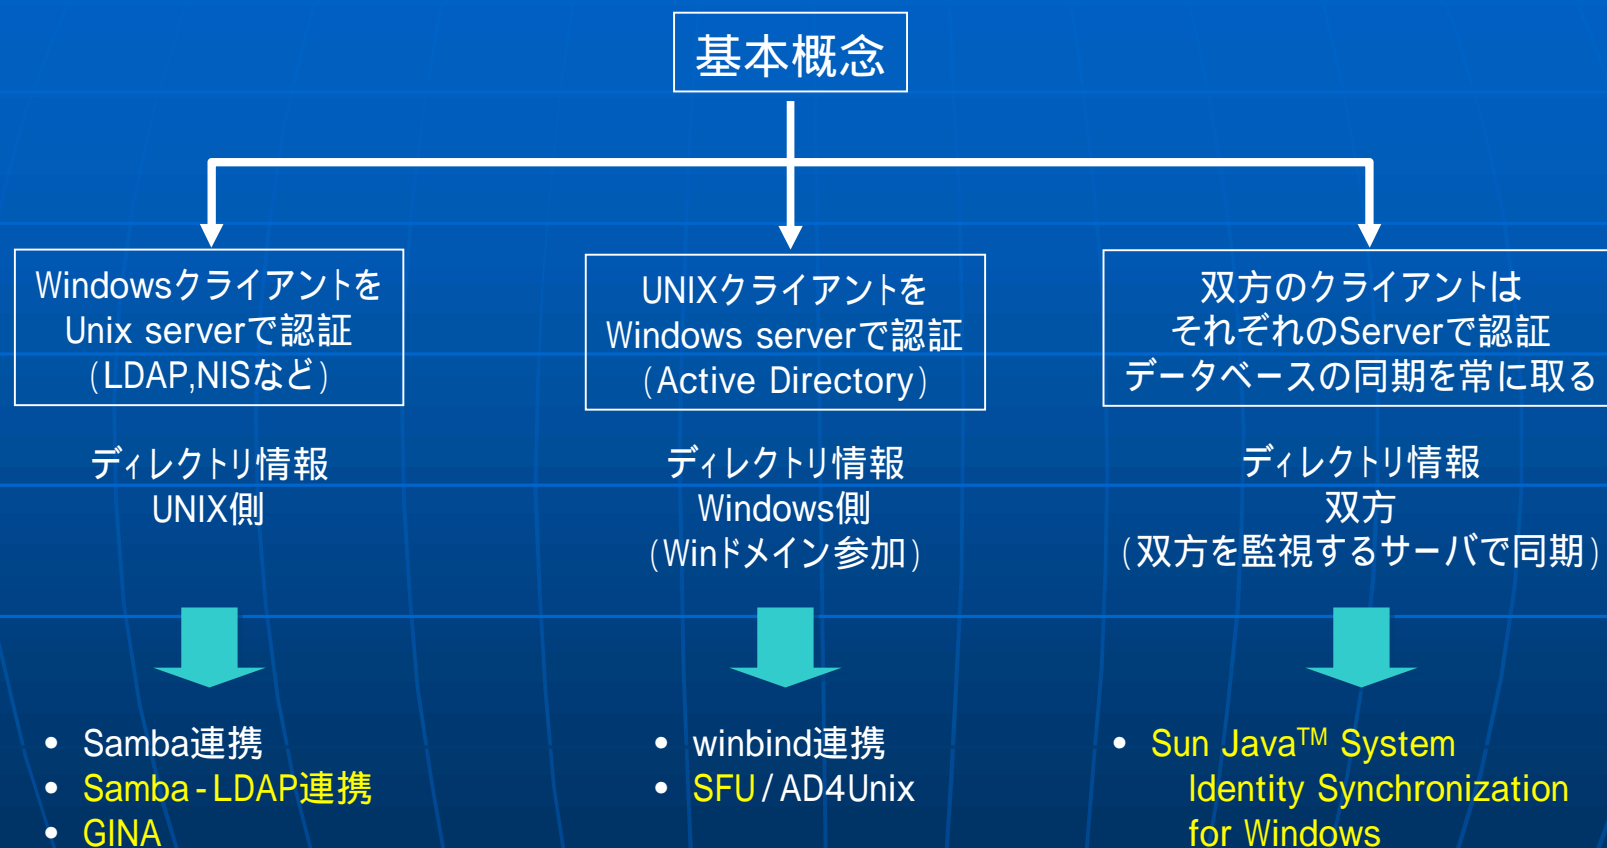 基本概念
Windowsクライアントを
Unix serverで認証
(LDAP,NISなど)
ディレクトリ情報
UNIX側
• Samba連携
• Samba-LDAP連携
• GINA
UNIXクライアントを
Windows serverで認証
(Active Directory)
ディレクトリ情報
Windows側
(Winドメイン参加)
• winbind連携
• SFU/AD4Unix
双方のクライアントは
それぞれのServerで認証
データベースの同期を常に取る
ディレクトリ情報
双方
(双方を監視するサーバで同期)
• Sun Java™ System
Identity Synchronization
for Windows